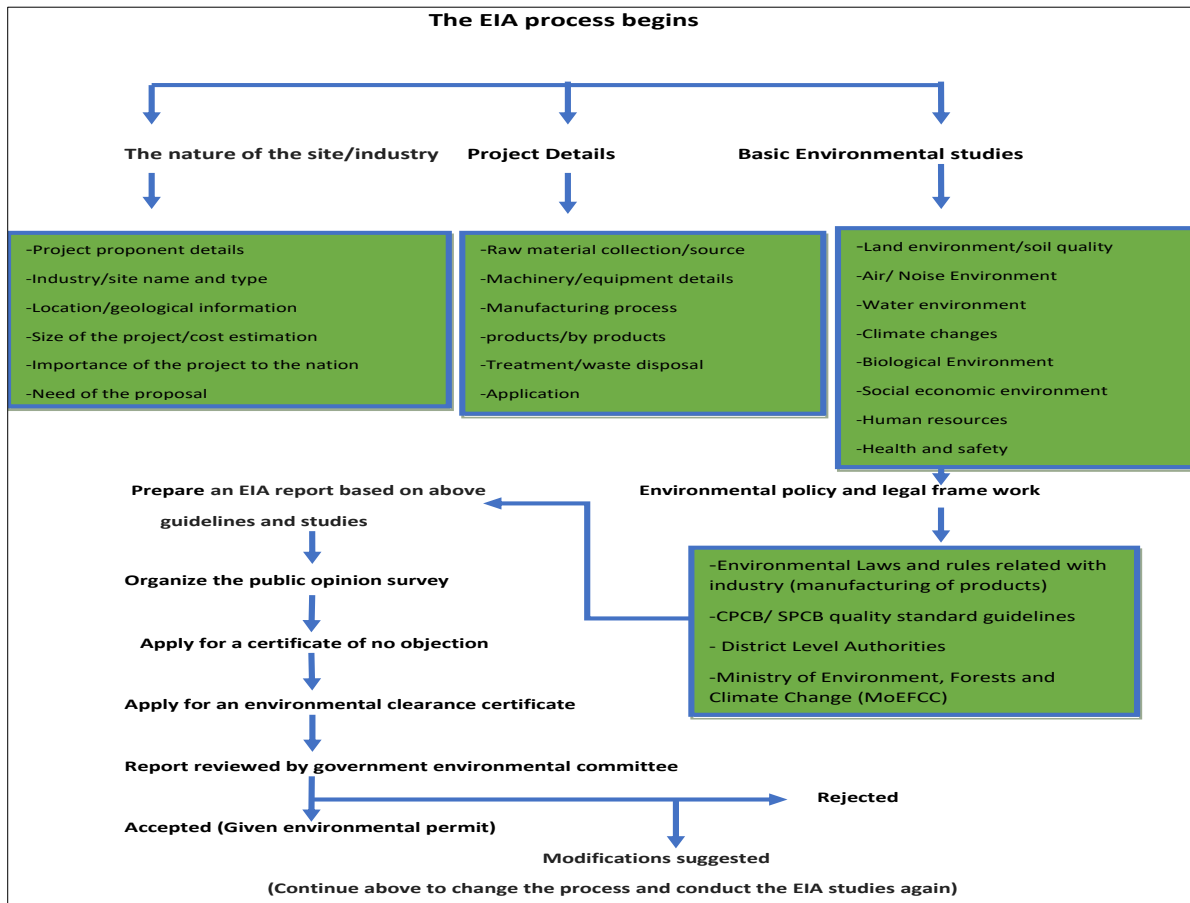 The EIA process begins
The nature of the site/industry
Project Details
Basic Environmental studies
-Project proponent details
-Industry/site name and type
-Location/geological information
-Size of the project/cost estimation
-Importance of the project to the nation
-Need of the proposal
-Raw material collection/source
-Machinery/equipment details
-Manufacturing process
-products/by products
-Treatment/waste disposal
-Application
-Land environment/soil quality
-Air/ Noise Environment
-Water environment
-Climate changes
-Biological Environment
-Social economic environment
-Human resources
-Health and safety
Environmental policy and legal frame work
-Environmental Laws and rules related with
industry (manufacturing of products)
-CPCB/ SPCB quality standard guidelines
- District Level Authorities
-Ministry of Environment, Forests and
Climate Change (MoEFCC)
Prepare an EIA report based on above
guidelines and studies
Organize the public opinion survey
Apply for a certificate of no objection
Apply for an environmental clearance certificate
Report reviewed by government environmental committee
Rejected
Accepted (Given environmental permit)
Modifications suggested
(Continue above to change the process and conduct the EIA studies again)